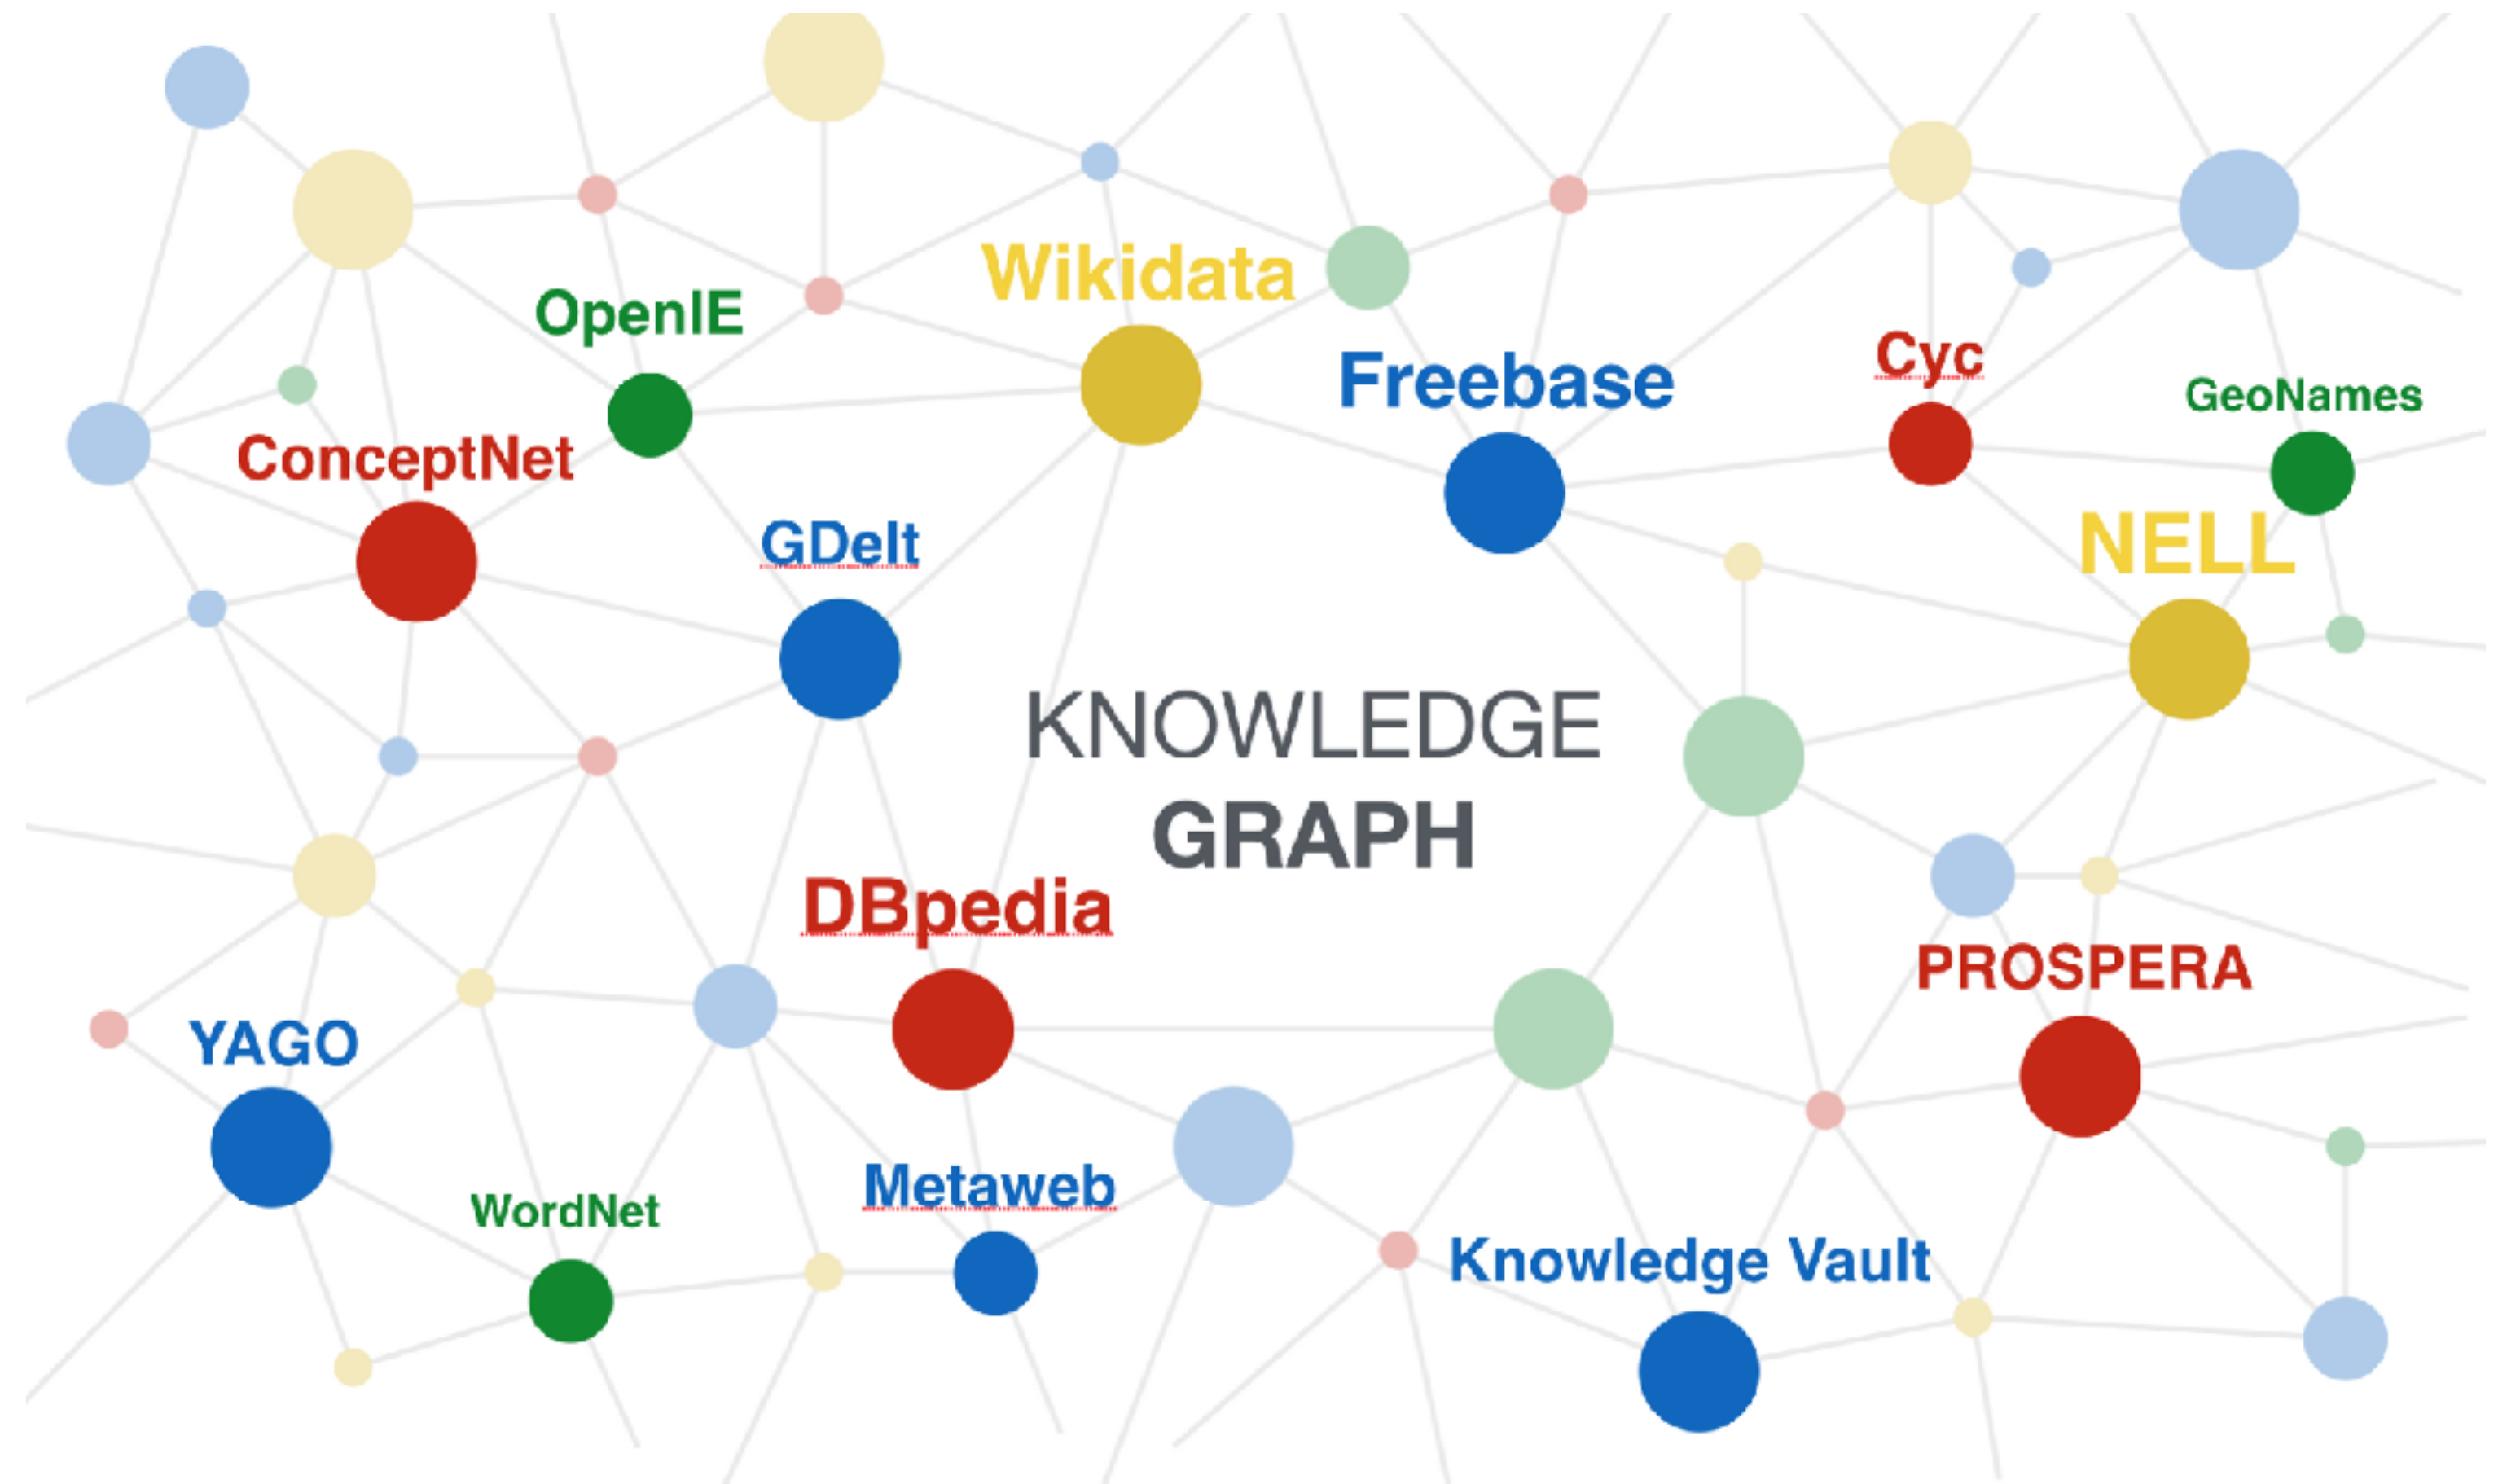 Wikidata
OpenIE
Freebase
Cyc
GeoNames
ConceptNet
GDelt
NELL
KNOWLEDGE
GRAPH
DBpedia
PROSPERA
YAGO
Metaweb
WordNet
Knowledge Vault